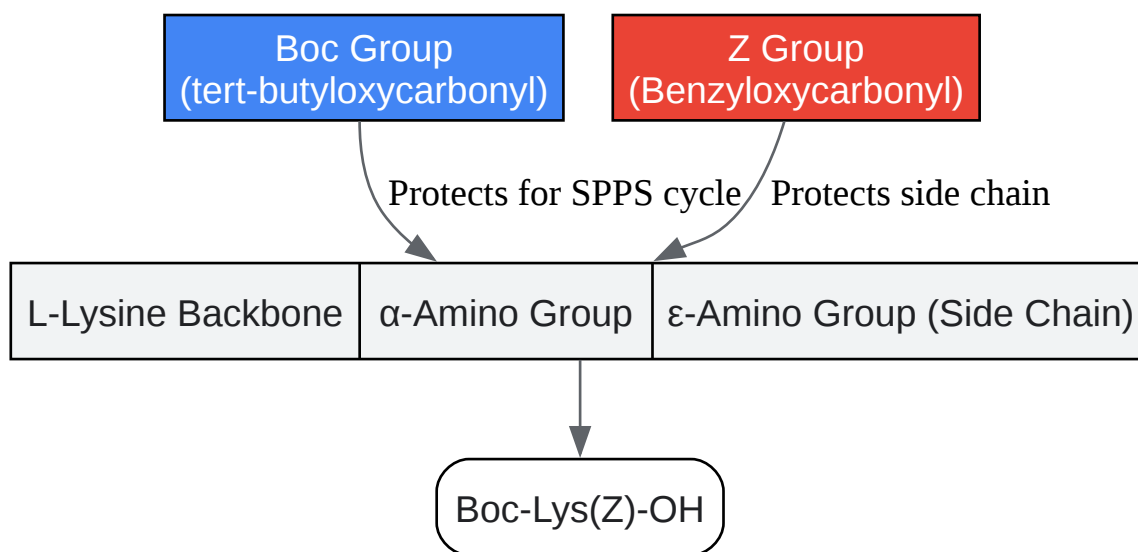 Boc Group
(tert-butyloxycarbonyl)
Z Group
(Benzyloxycarbonyl)
Protects for SPPS cycle
Protects side chain
L-Lysine Backbone
α-Amino Group
ε-Amino Group (Side Chain)
Boc-Lys(Z)-OH